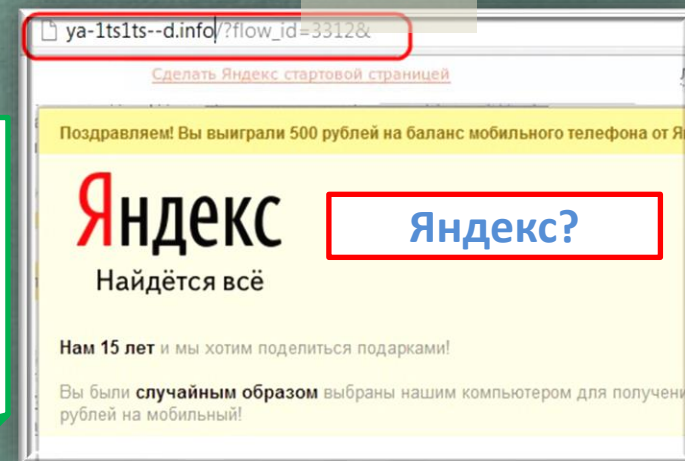 ya-1ts1ts--d.info/?flow_id=3312&
Сделать Яндекс стартовой страницей
Поздравляем! Вы выиграли 500 рублей на баланс мобильного телефона от
Яндекс
Яндекс?
Найдётся всё
Нам 15 лет и мы хотим поделиться подарками!
Вы были случайным образом выбраны нашим компьютером для
рублей на мобильный!